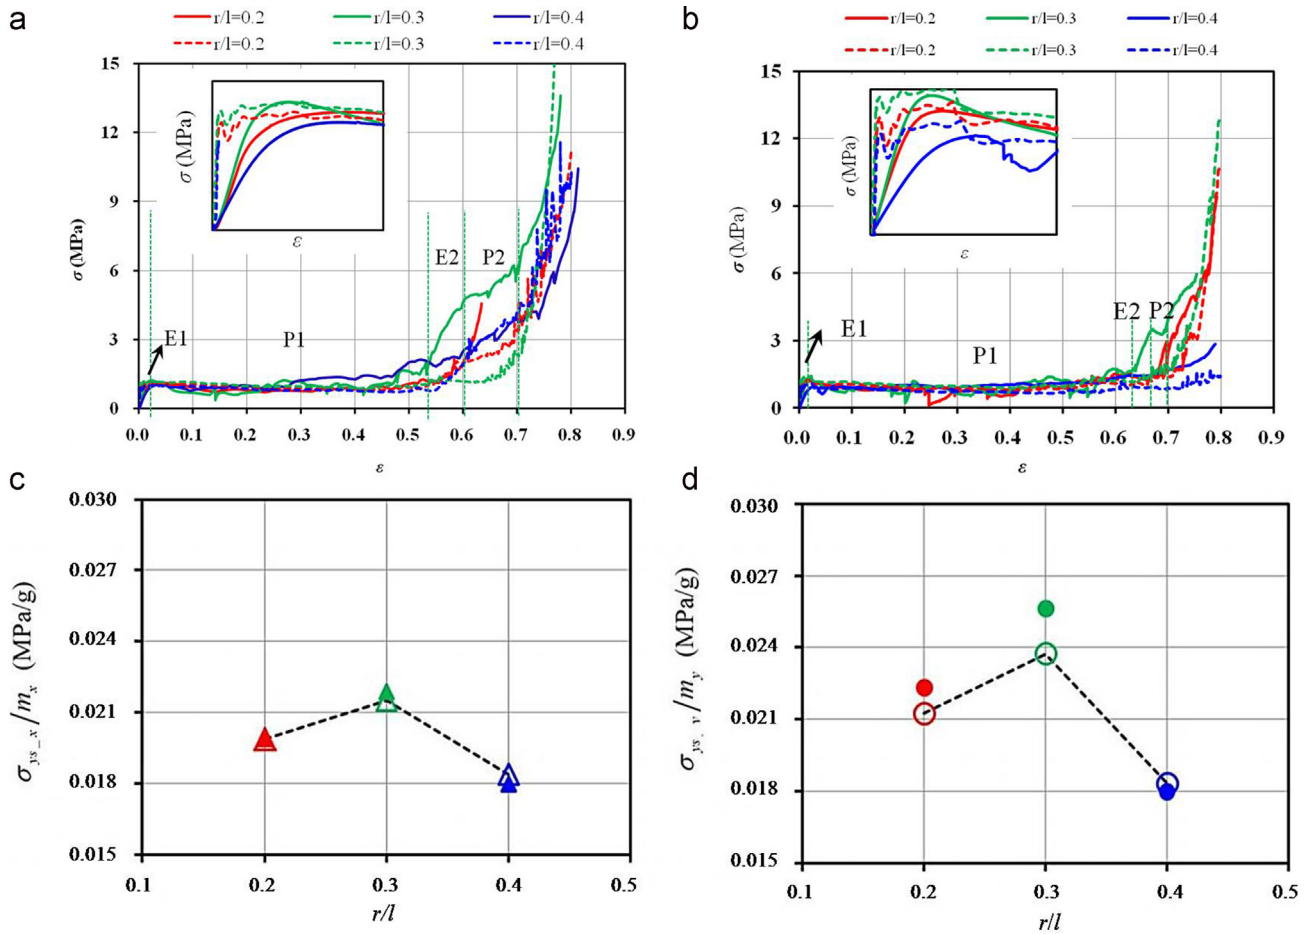 a
r/l=0.2 r/l=0.3 r/l=0.4
r/l=0.2 r/l=0.3 r/l=0.4
σ (MPa)
15
12
9
6
3
0
σ (MPa)
ε
E1
P1
E2
P2
0.0 0.1 0.2 0.3 0.4 0.5 0.6 0.7 0.8 0.9
ε
b
r/l=0.2 r/l=0.3 r/l=0.4
r/l=0.2 r/l=0.3 r/l=0.4
σ (MPa)
15
12
9
6
3
0
σ (MPa)
ε
E1
P1
E2
P2
0.0 0.1 0.2 0.3 0.4 0.5 0.6 0.7 0.8 0.9
ε
c
σys_x/mx (MPa/g)
0.030
0.027
0.024
0.021
0.018
0.015
0.1 0.2 0.3 0.4 0.5
r/l
d
σys_y/my (MPa/g)
0.030
0.027
0.024
0.021
0.018
0.015
0.1 0.2 0.3 0.4 0.5
r/l